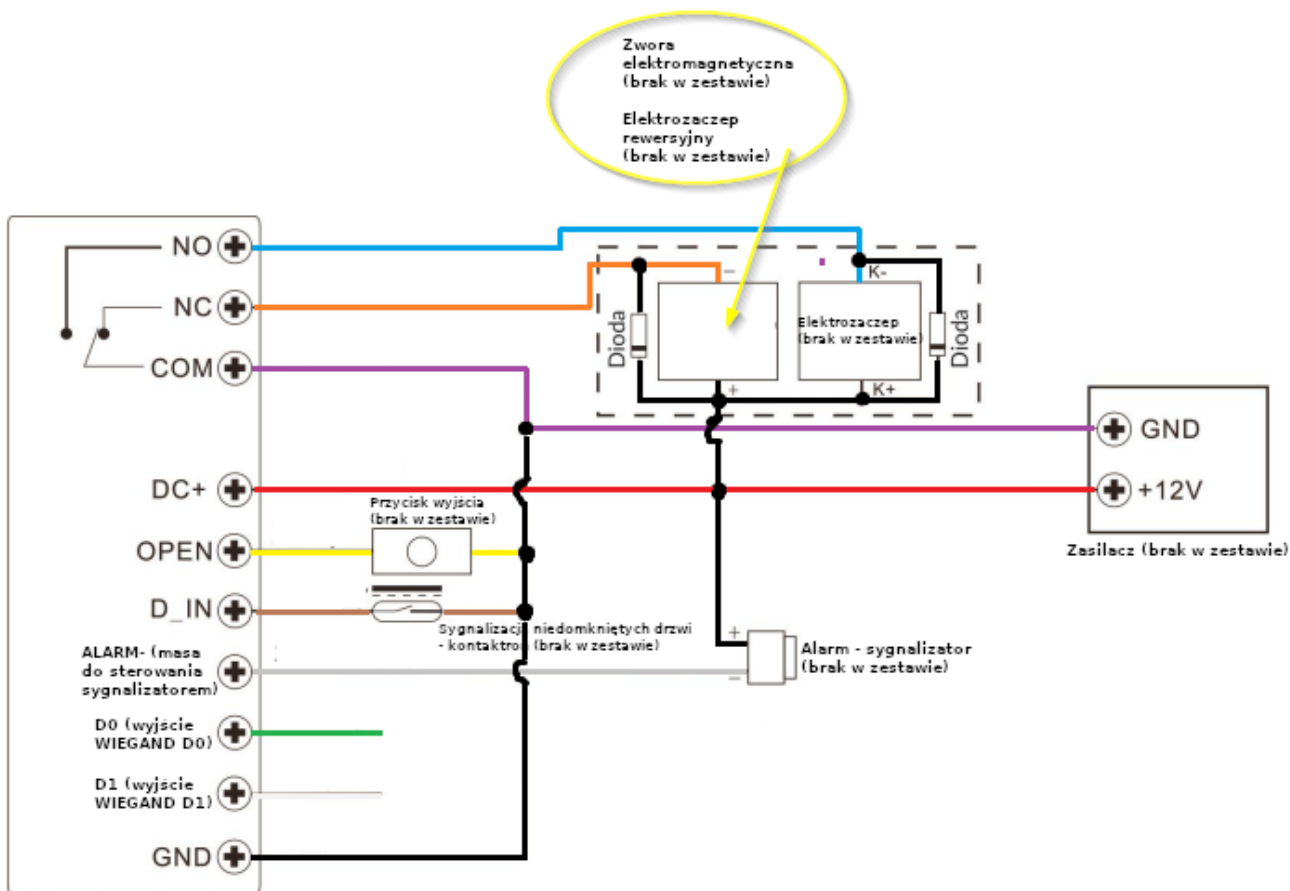 Zwora
elektromagnetyczna
(brak w zestawie)
Elektrozaczep
rewersyjny
(brak w zestawie)
NO
NC
COM
DC+
OPEN
D_IN
ALARM- (masa
do sterowania
sygnalizatorem)
D0 (wyjście
WIEGAND D0)
D1 (wyjście
WIEGAND D1)
GND
Dioda
–
+
K-
Elektrozaczep
(brak w zestawie)
K+
Dioda
GND
+12V
Zasilacz (brak w zestawie)
Przycisk wyjścia
(brak w zestawie)
Sygnalizacja niedomkniętych drzwi
- kontaktron (brak w zestawie)
+
–
Alarm - sygnalizator
(brak w zestawie)